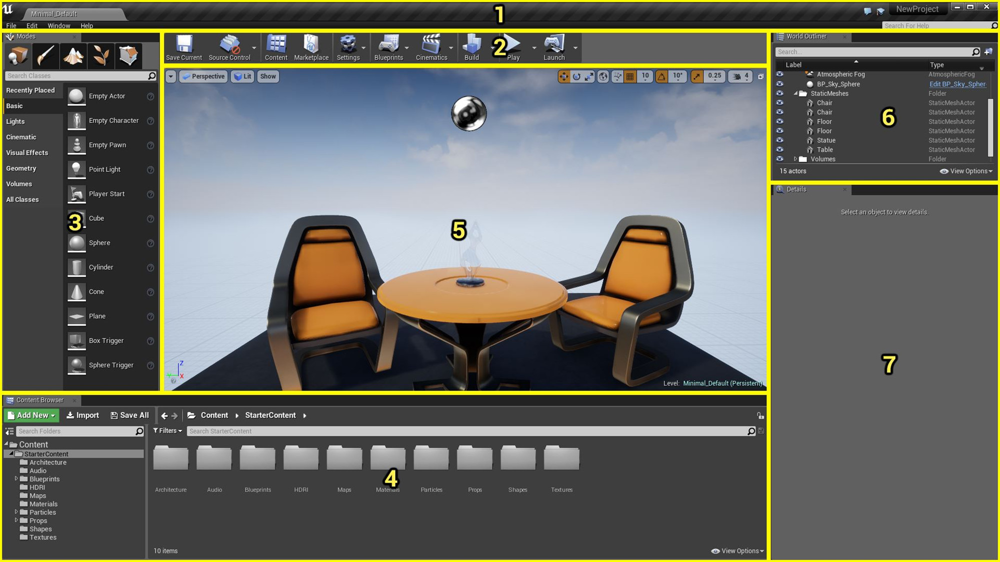 Minimal_Default
1
NewProject
File Edit Window Help
Search For Help
Modes
Search Classes
Recently Placed
Basic
Lights
Cinematic
Visual Effects
Geometry
Volumes
All Classes
Empty Actor
Empty Character
Empty Pawn
Point Light
Player Start
3
Cube
Sphere
Cylinder
Cone
Plane
Box Trigger
Sphere Trigger
2
Save Current Source Control Content Marketplace Settings Blueprints Cinematics Build Play Launch
Perspective Lit Show
10 10° 0.25 4
5
Z
Y X
Level: Minimal_Default (Persistent)
World Outliner
Search...
Label Type
Atmospheric Fog AtmosphericFog
BP_Sky_Sphere Edit BP_Sky_Spher
StaticMeshes Folder
Chair StaticMeshActor
Chair StaticMeshActor
6
Floor StaticMeshActor
Floor StaticMeshActor
Statue StaticMeshActor
Table StaticMeshActor
Volumes Folder
15 actors View Options
Details
Select an object to view details.
7
Content Browser
Add New Import Save All Content StarterContent
Search Folders
Filters Search StarterContent
Content
StarterContent
Architecture
Audio
Blueprints
HDRI
Maps
Materials
Particles
Props
Shapes
Textures
4
Architecture Audio Blueprints HDRI Maps Materials Particles Props Shapes Textures
10 items View Options